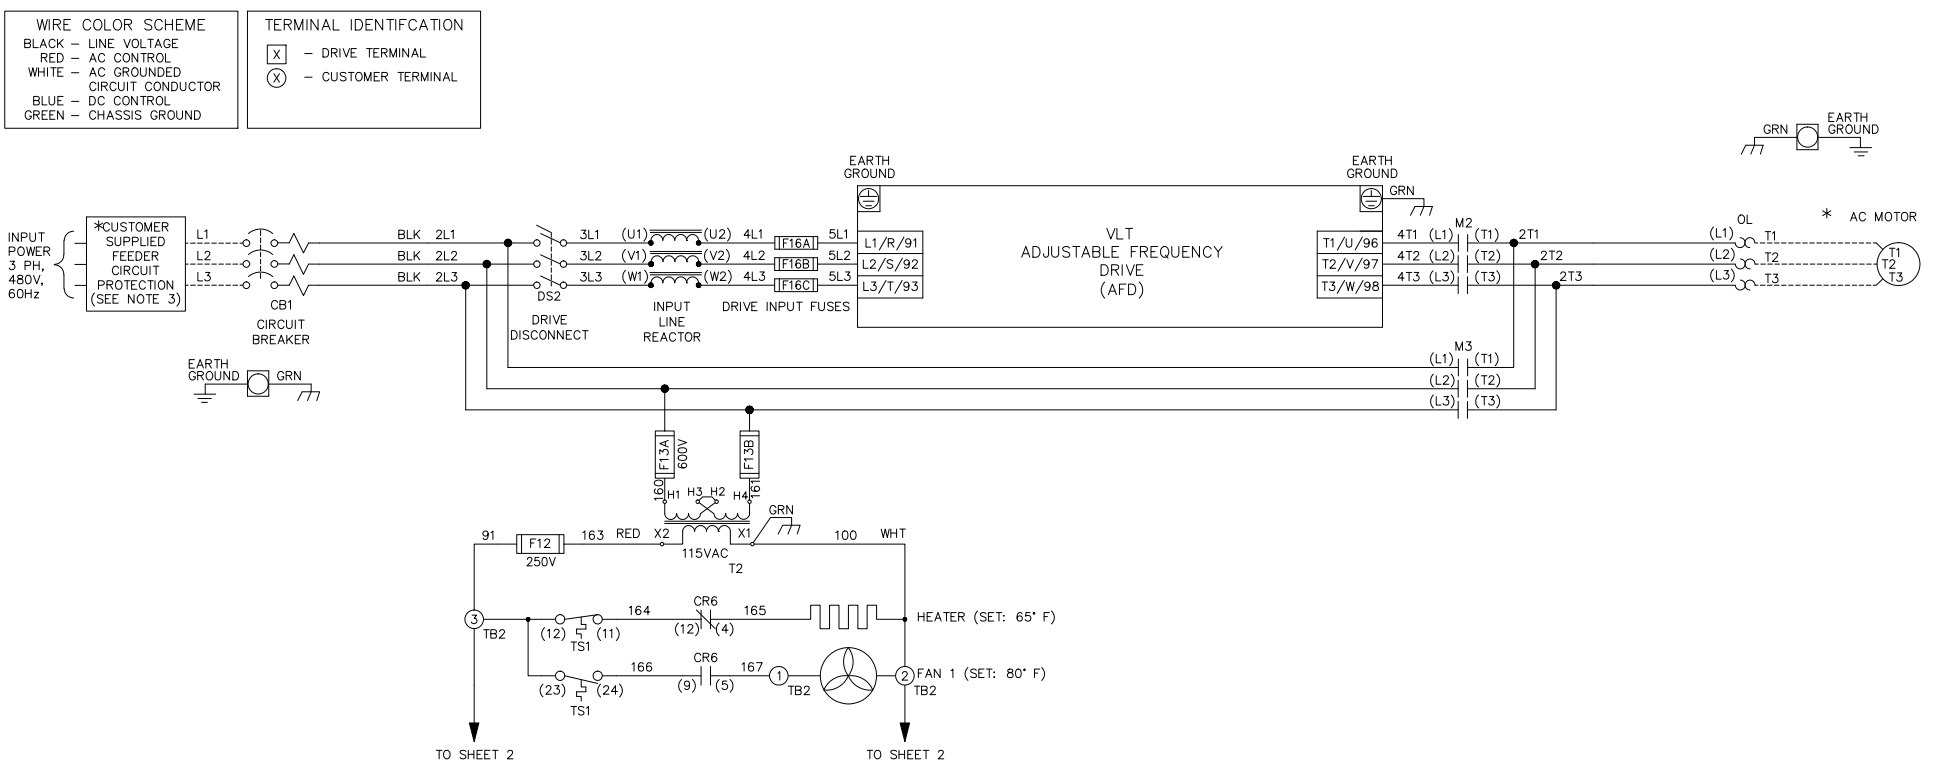 WIRE COLOR SCHEME
BLACK – LINE VOLTAGE
RED – AC CONTROL
WHITE – AC GROUNDED
CIRCUIT CONDUCTOR
BLUE – DC CONTROL
GREEN – CHASSIS GROUND
TERMINAL IDENTIFCATION
X – DRIVE TERMINAL
X – CUSTOMER TERMINAL
GRN
EARTH
GROUND
INPUT
POWER
3 PH,
480V,
60Hz
*CUSTOMER
SUPPLIED
FEEDER
CIRCUIT
PROTECTION
(SEE NOTE 3)
L1
L2
L3
CB1
CIRCUIT
BREAKER
BLK 2L1
BLK 2L2
BLK 2L3
DS2
DRIVE
DISCONNECT
3L1 (U1) (U2) 4L1 F16A 5L1
3L2 (V1) (V2) 4L2 F16B 5L2
3L3 (W1) (W2) 4L3 F16C 5L3
INPUT
LINE
REACTOR
DRIVE INPUT FUSES
EARTH
GROUND
L1/R/91
L2/S/92
L3/T/93
VLT
ADJUSTABLE FREQUENCY
DRIVE
(AFD)
EARTH
GROUND
GRN
T1/U/96
T2/V/97
T3/W/98
M2
4T1 (L1) (T1) 2T1
4T2 (L2) (T2) 2T2
4T3 (L3) (T3) 2T3
OL
(L1) T1
(L2) T2
(L3) T3
* AC MOTOR
T1
T2
T3
M3
(L1) (T1)
(L2) (T2)
(L3) (T3)
EARTH
GROUND
GRN
F13A
600V
F13B
160
161
H1 H3 H2 H4
GRN
91 F12 163 RED X2 X1 100 WHT
250V
115VAC
T2
3
TB2
(12) (11)
TS1
164
CR6
(12) (4)
165
HEATER (SET: 65° F)
(23) (24)
TS1
166
CR6
(9) (5)
167
1
TB2
2
TB2
FAN 1 (SET: 80° F)
TO SHEET 2
TO SHEET 2